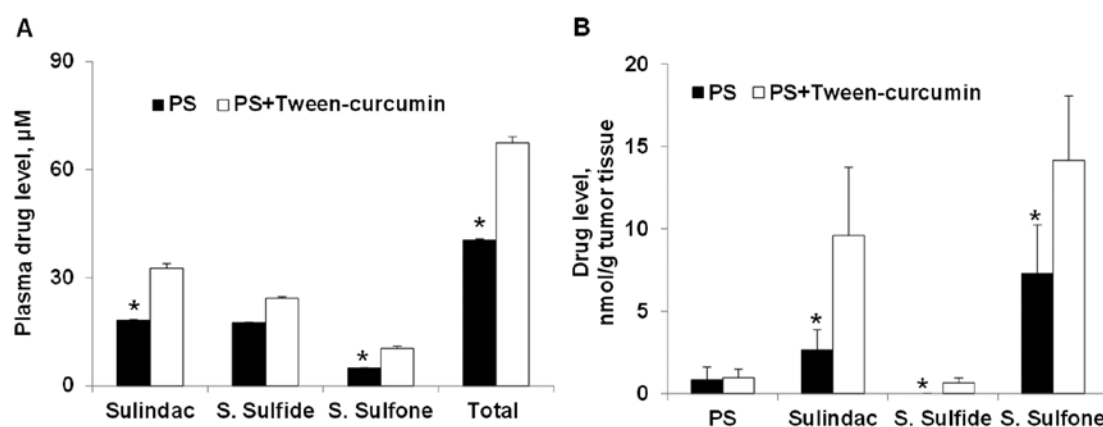 A
Plasma drug level, µM
90
60
30
0
PS PS+Tween-curcumin
*
*
*
Sulindac S. Sulfide S. Sulfone Total
B
Drug level,
nmol/g tumor tissue
20
15
10
5
0
PS PS+Tween-curcumin
*
*
*
PS Sulindac S. Sulfide S. Sulfone